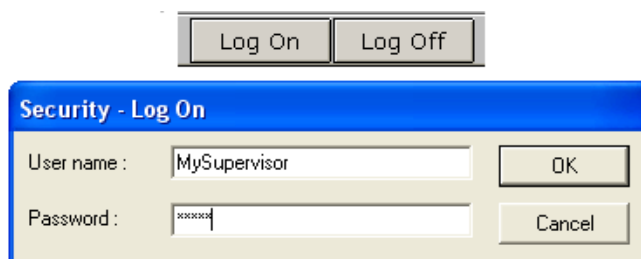 Log On Log Off
Security - Log On
User name : MySupervisor OK
Password : ***** Cancel